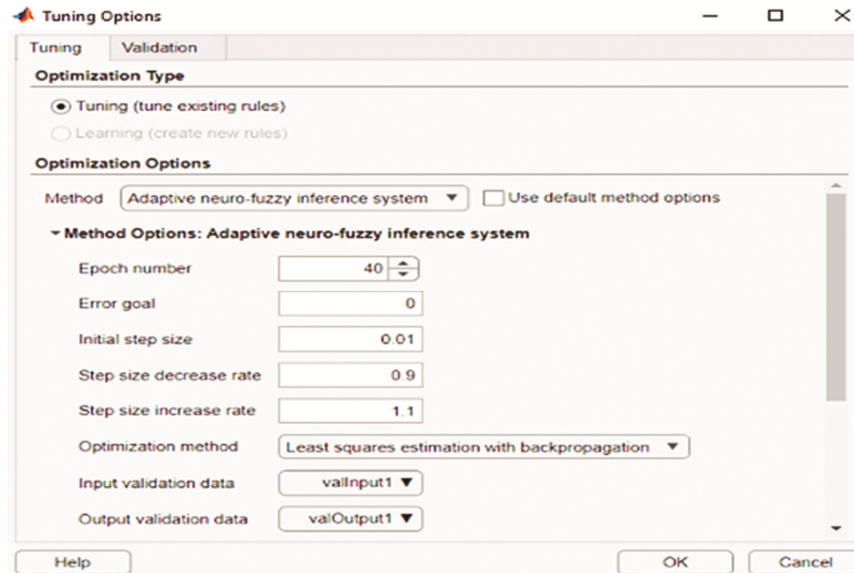 Tuning Options
Tuning Validation
Optimization Type
Tuning (tune existing rules)
Learning (create new rules)
Optimization Options
Method Adaptive neuro-fuzzy inference system Use default method options
Method Options: Adaptive neuro-fuzzy inference system
Epoch number 40
Error goal 0
Initial step size 0.01
Step size decrease rate 0.9
Step size increase rate 1.1
Optimization method Least squares estimation with backpropagation
Input validation data valInput1
Output validation data valOutput1
Help OK Cancel